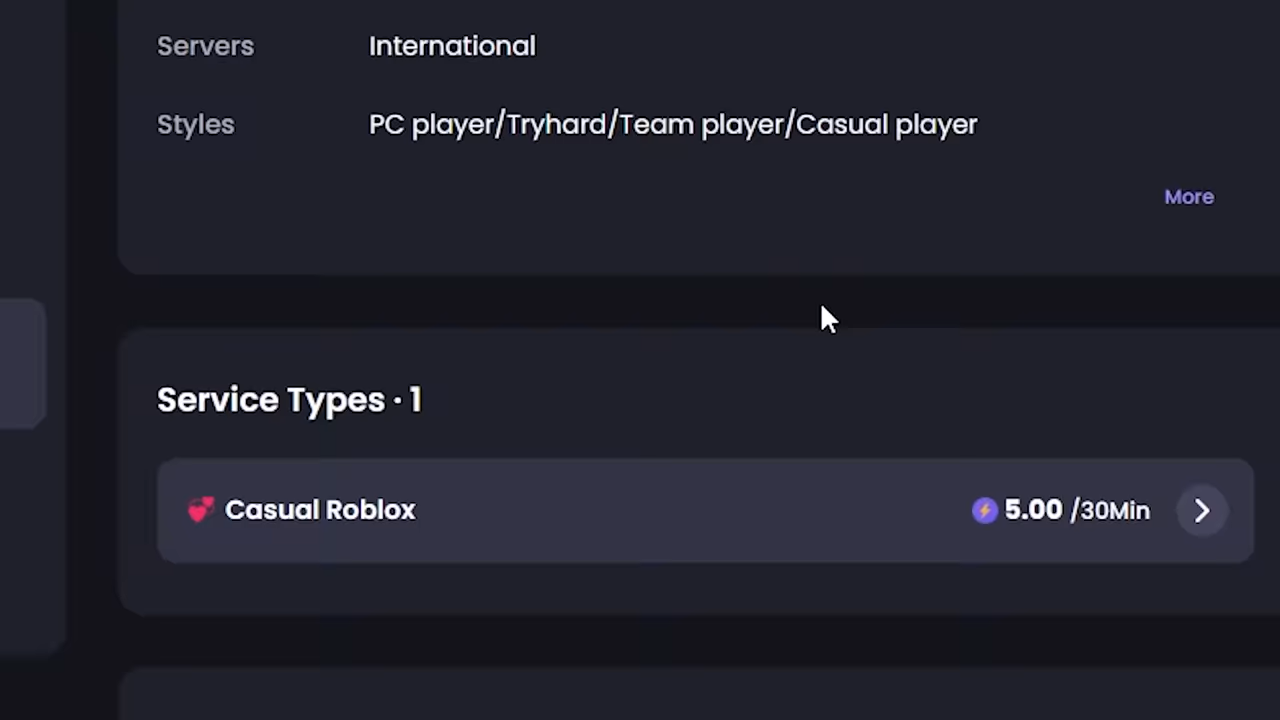 Servers International
Styles PC player/Tryhard/Team player/Casual player
More
Service Types · 1
Casual Roblox 5.00 /30Min